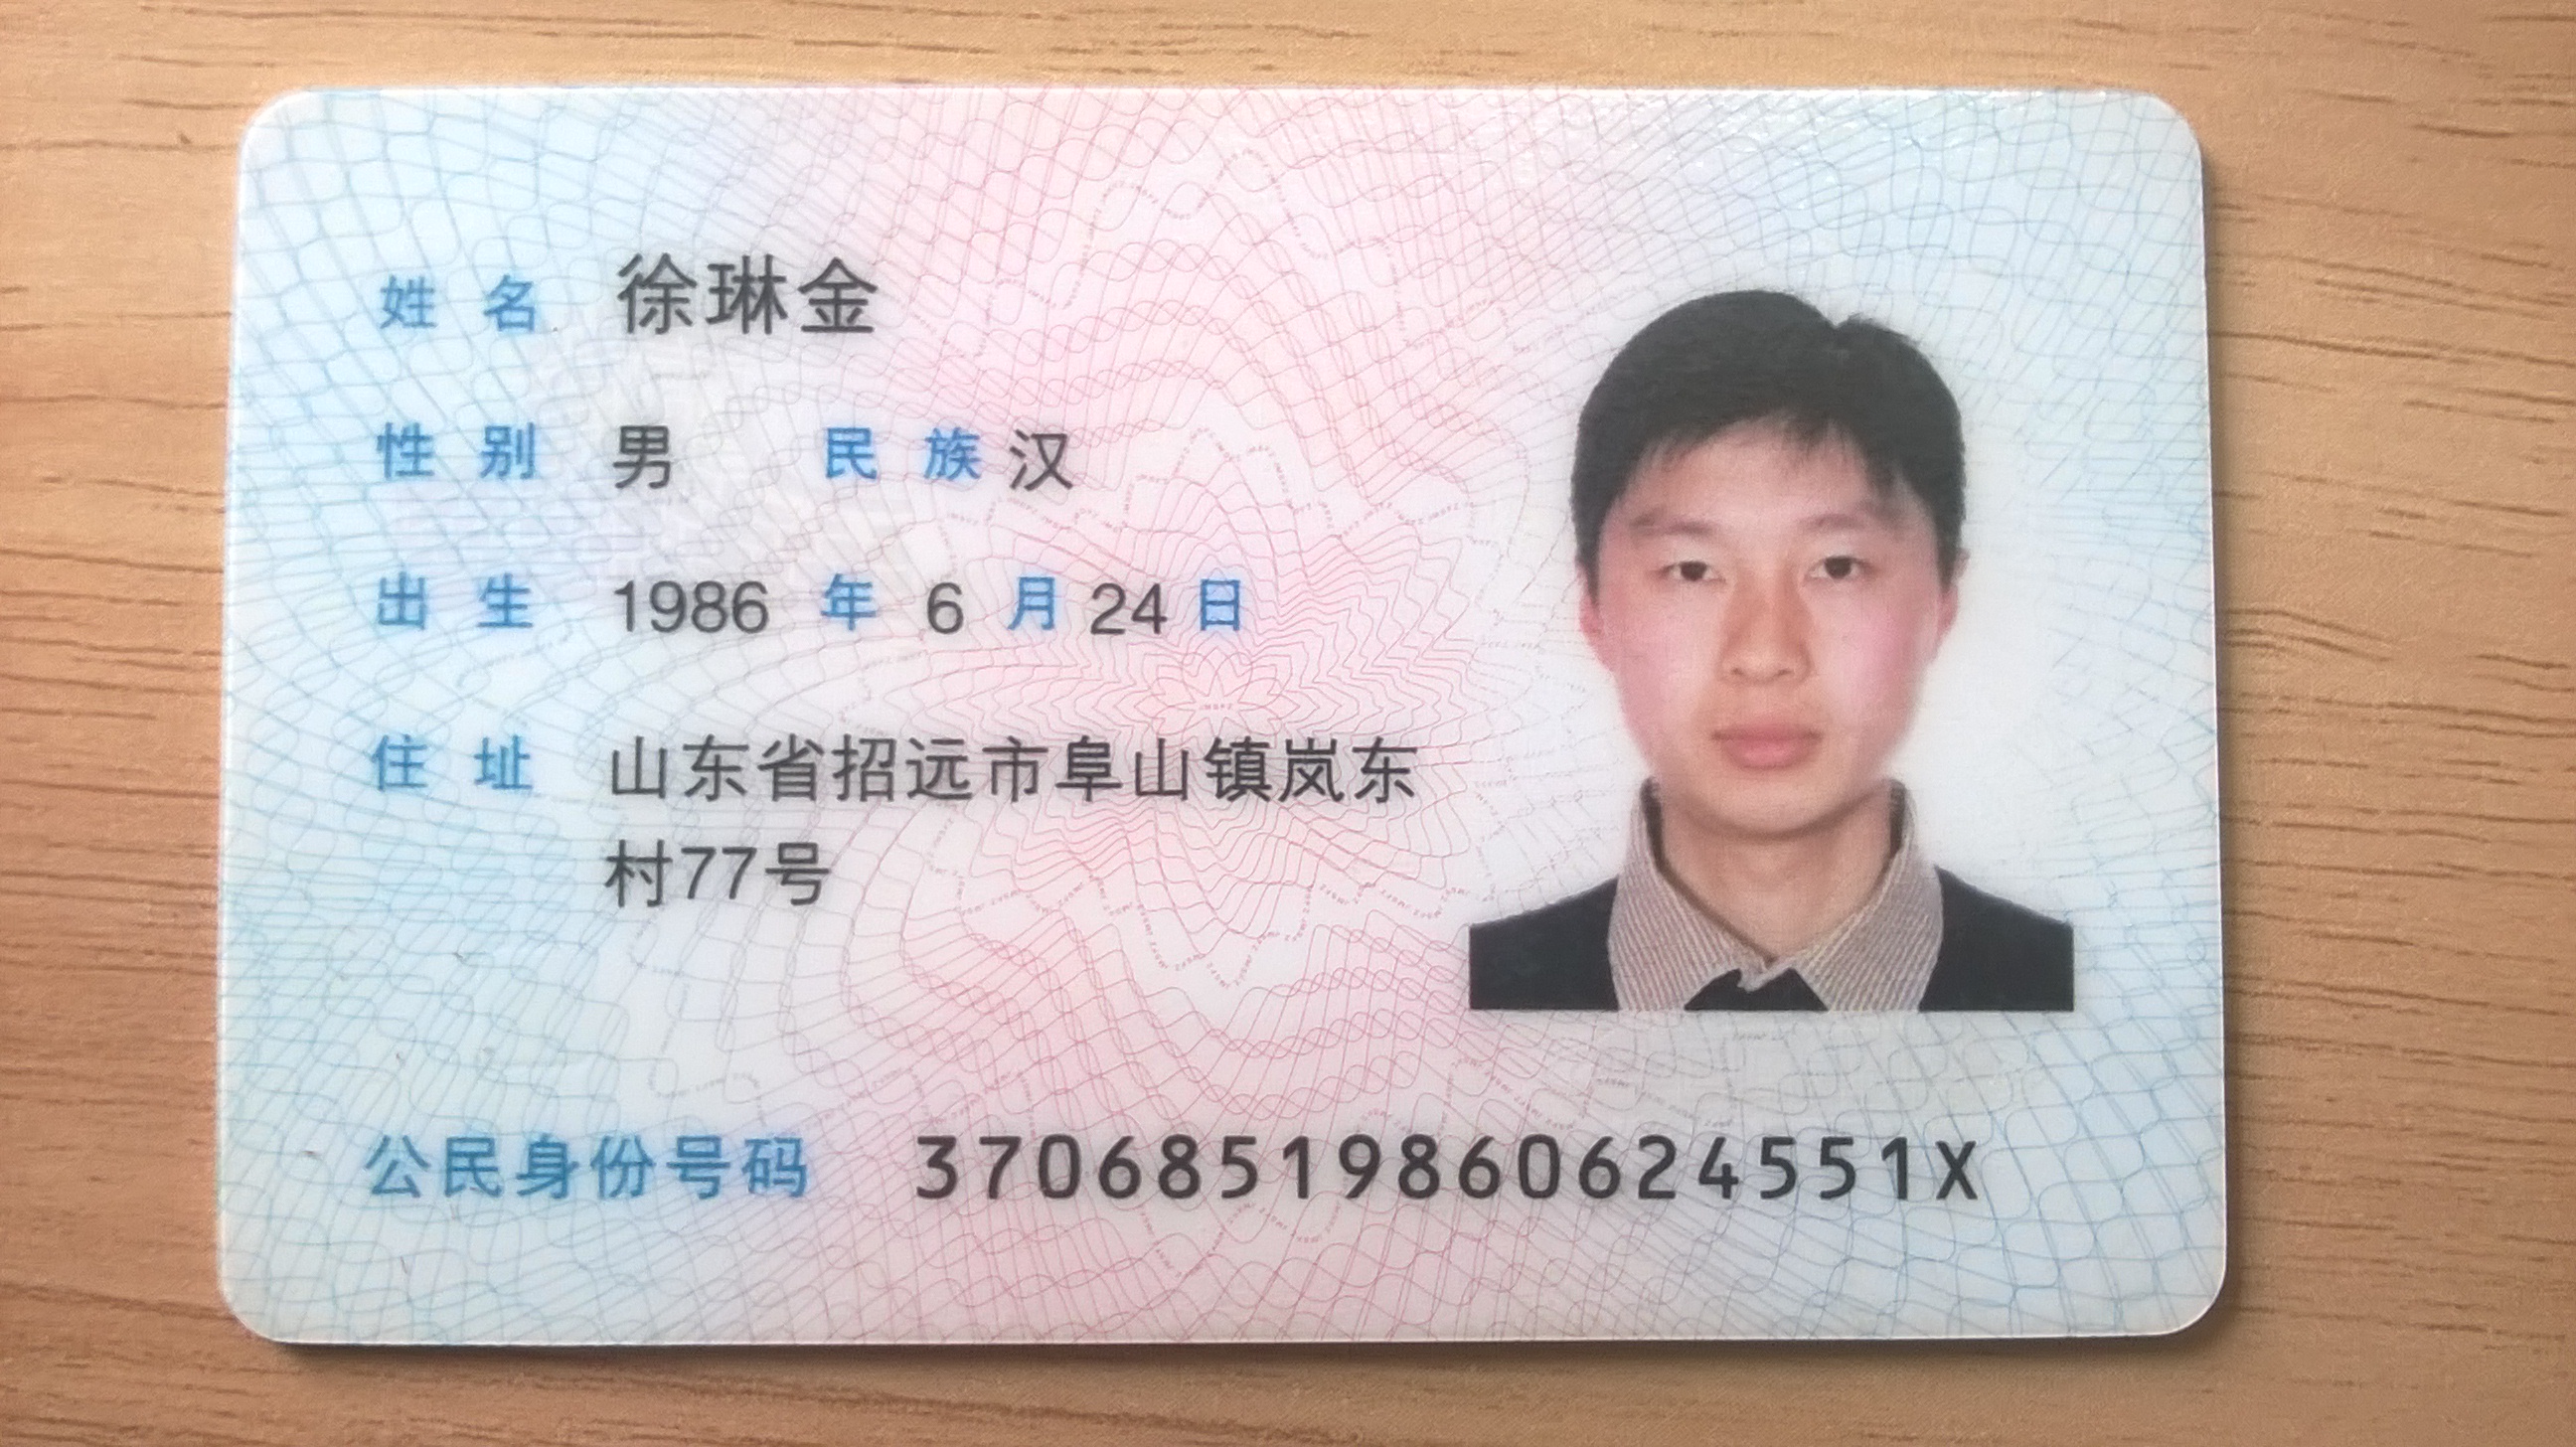 姓名 徐琳金
性别 男 民族 汉
出生 1986 年 6 月 24 日
住址 山东省招远市阜山镇岚东
村77号
公民身份号码 37068519860624551X